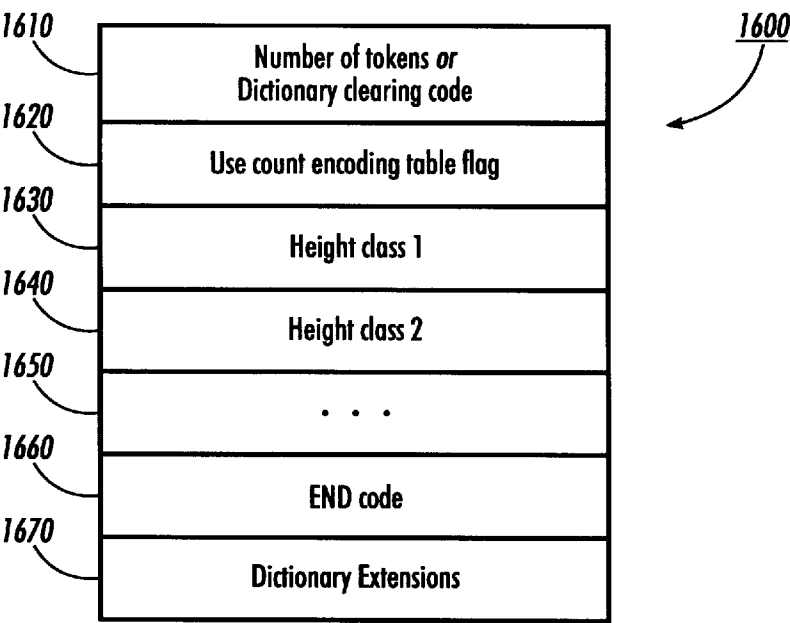 1610
1600
Number of tokens or
Dictionary clearing code
1620
Use count encoding table flag
1630
Height class 1
1640
Height class 2
1650
. . .
1660
END code
1670
Dictionary Extensions